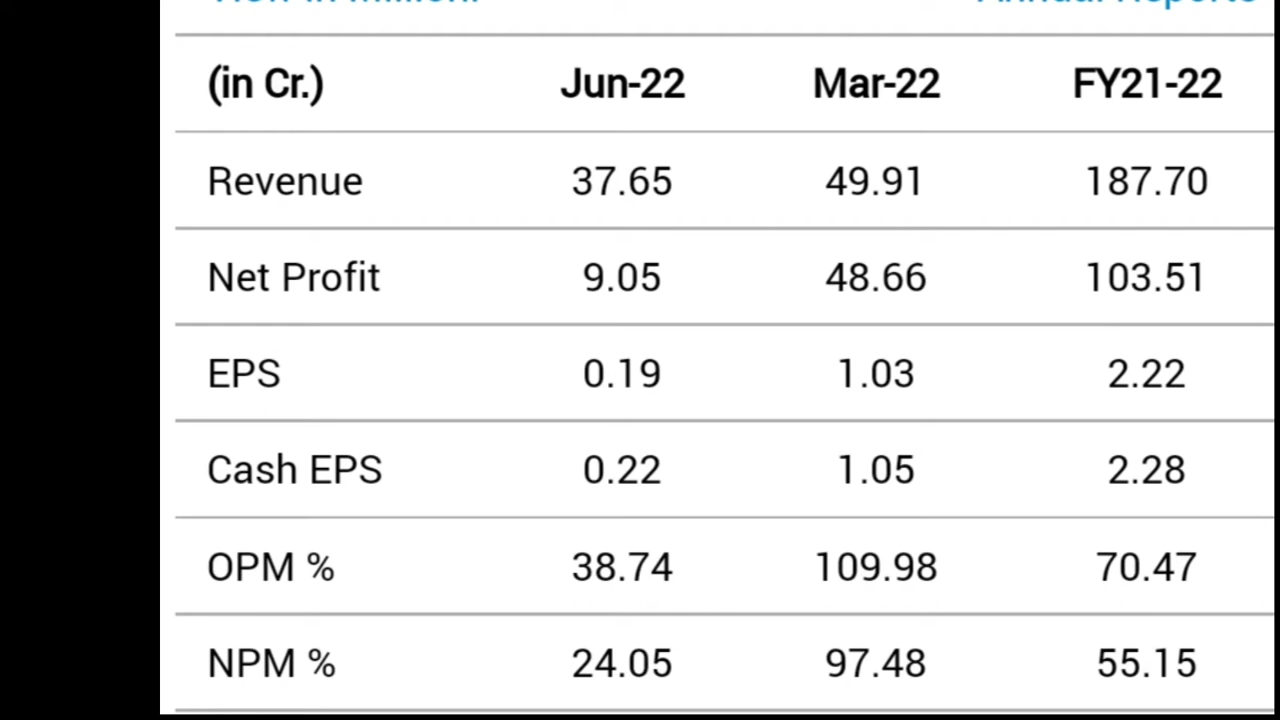 Annual Reports
(in Cr.) Jun-22 Mar-22 FY21-22
Revenue 37.65 49.91 187.70
Net Profit 9.05 48.66 103.51
EPS 0.19 1.03 2.22
Cash EPS 0.22 1.05 2.28
OPM % 38.74 109.98 70.47
NPM % 24.05 97.48 55.15